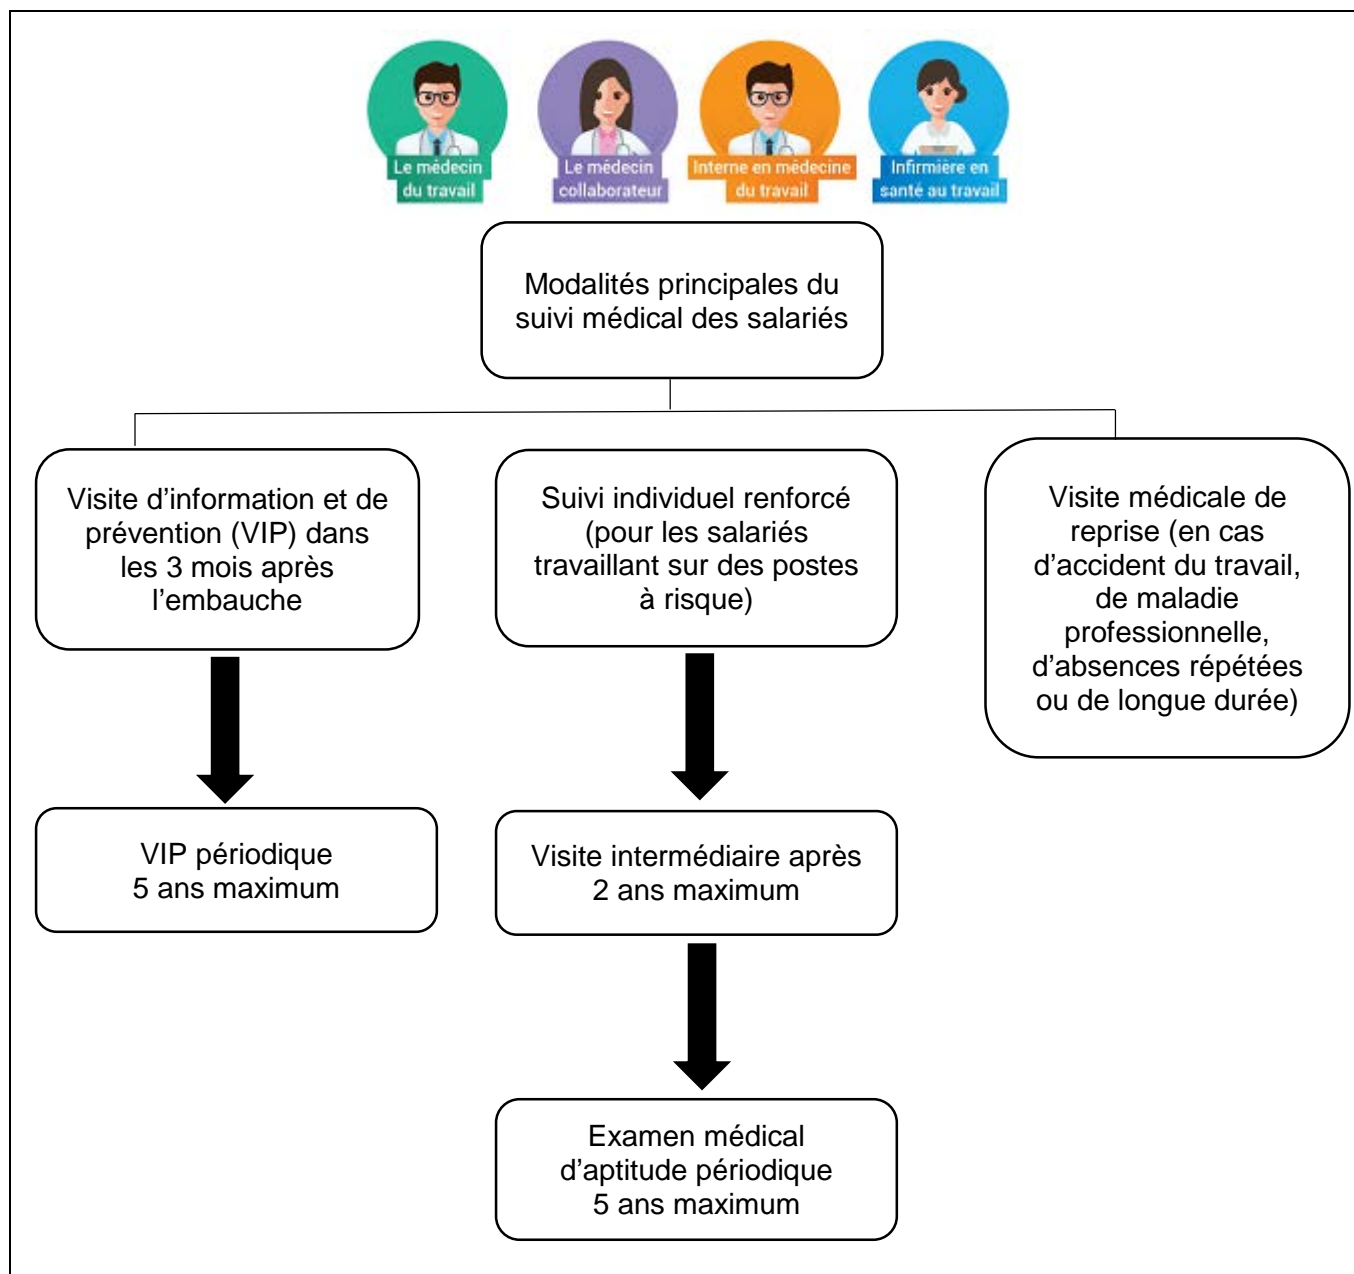 Le médecin
du travail
Le médecin
collaborateur
Interne en médecine
du travail
Infirmière en
santé au travail
Modalités principales du
suivi médical des salariés
Visite d’information et de
prévention (VIP) dans
les 3 mois après
l’embauche
Suivi individuel renforcé
(pour les salariés
travaillant sur des postes
à risque)
Visite médicale de
reprise (en cas
d’accident du travail,
de maladie
professionnelle,
d’absences répétées
ou de longue durée)
VIP périodique
5 ans maximum
Visite intermédiaire après
2 ans maximum
Examen médical
d’aptitude périodique
5 ans maximum